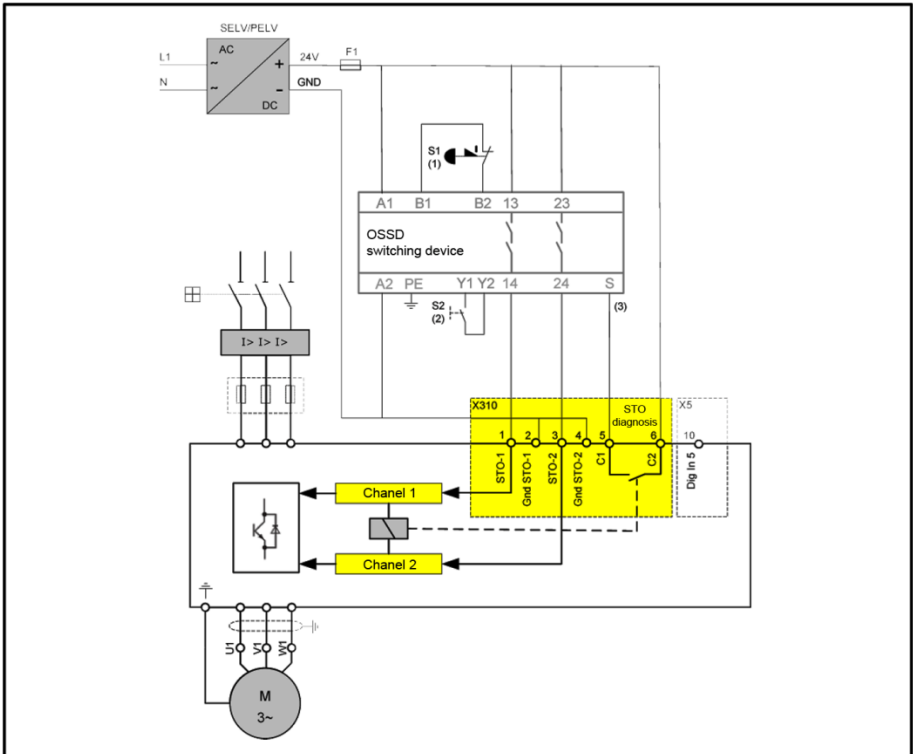 SELV/PELV
L1
AC
~
+
24V
F1
N
~
-
GND
DC
S1
(1)
A1 B1 B2 13 23
OSSD
switching device
A2 PE Y1 Y2 14 24 S
S2
(2)
(3)
I> I> I>
X310
STO
diagnosis
X5
1 2 3 4 5 6 10
STO-1
Gnd STO-1
STO-2
Gnd STO-2
C1
C2
Dig In 5
Chanel 1
Chanel 2
U1
V1
W1
M
3~